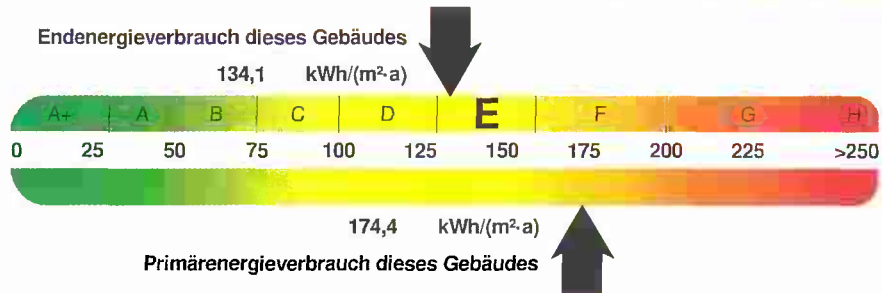 Endenergieverbrauch dieses Gebäudes
134,1 kWh/(m²·a)
A+ A B C D E F G H
0 25 50 75 100 125 150 175 200 225 >250
174,4 kWh/(m²·a)
Primärenergieverbrauch dieses Gebäudes